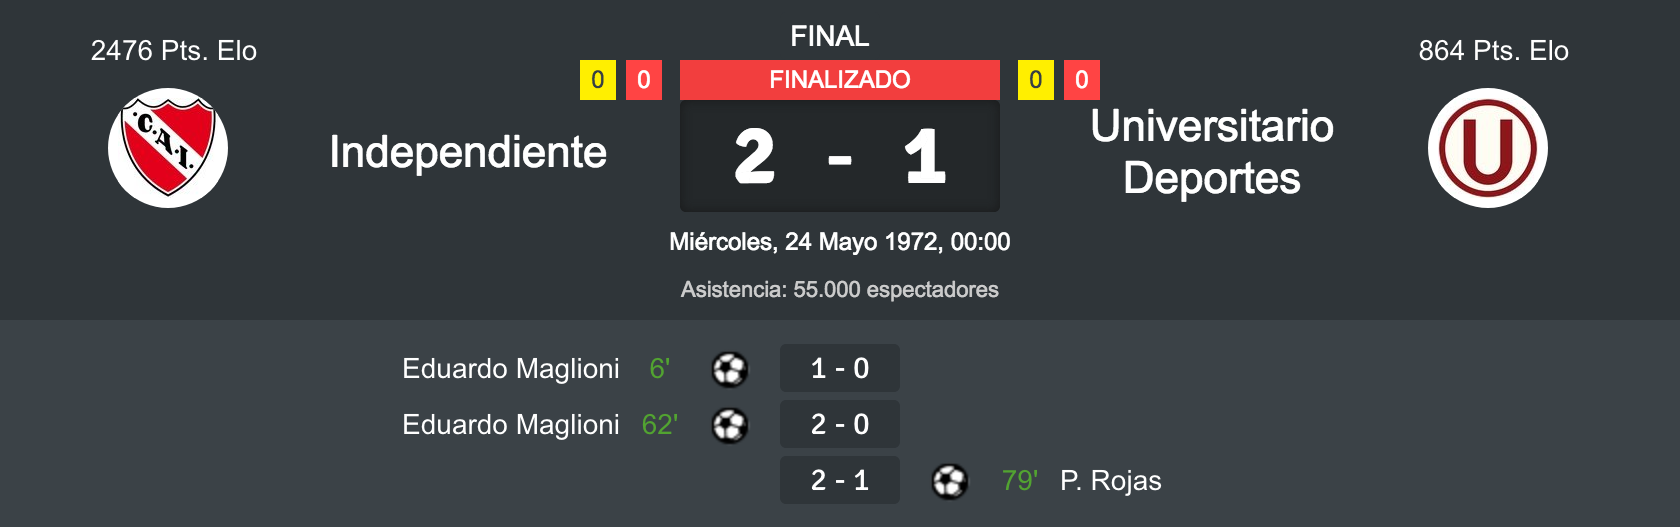 FINAL
2476 Pts. Elo
864 Pts. Elo
0 0 FINALIZADO 0 0
C.A.I.
Independiente
2 - 1
Universitario
Deportes
U
Miércoles, 24 Mayo 1972, 00:00
Asistencia: 55.000 espectadores
Eduardo Maglioni 6' 1 - 0
Eduardo Maglioni 62' 2 - 0
2 - 1 79' P. Rojas